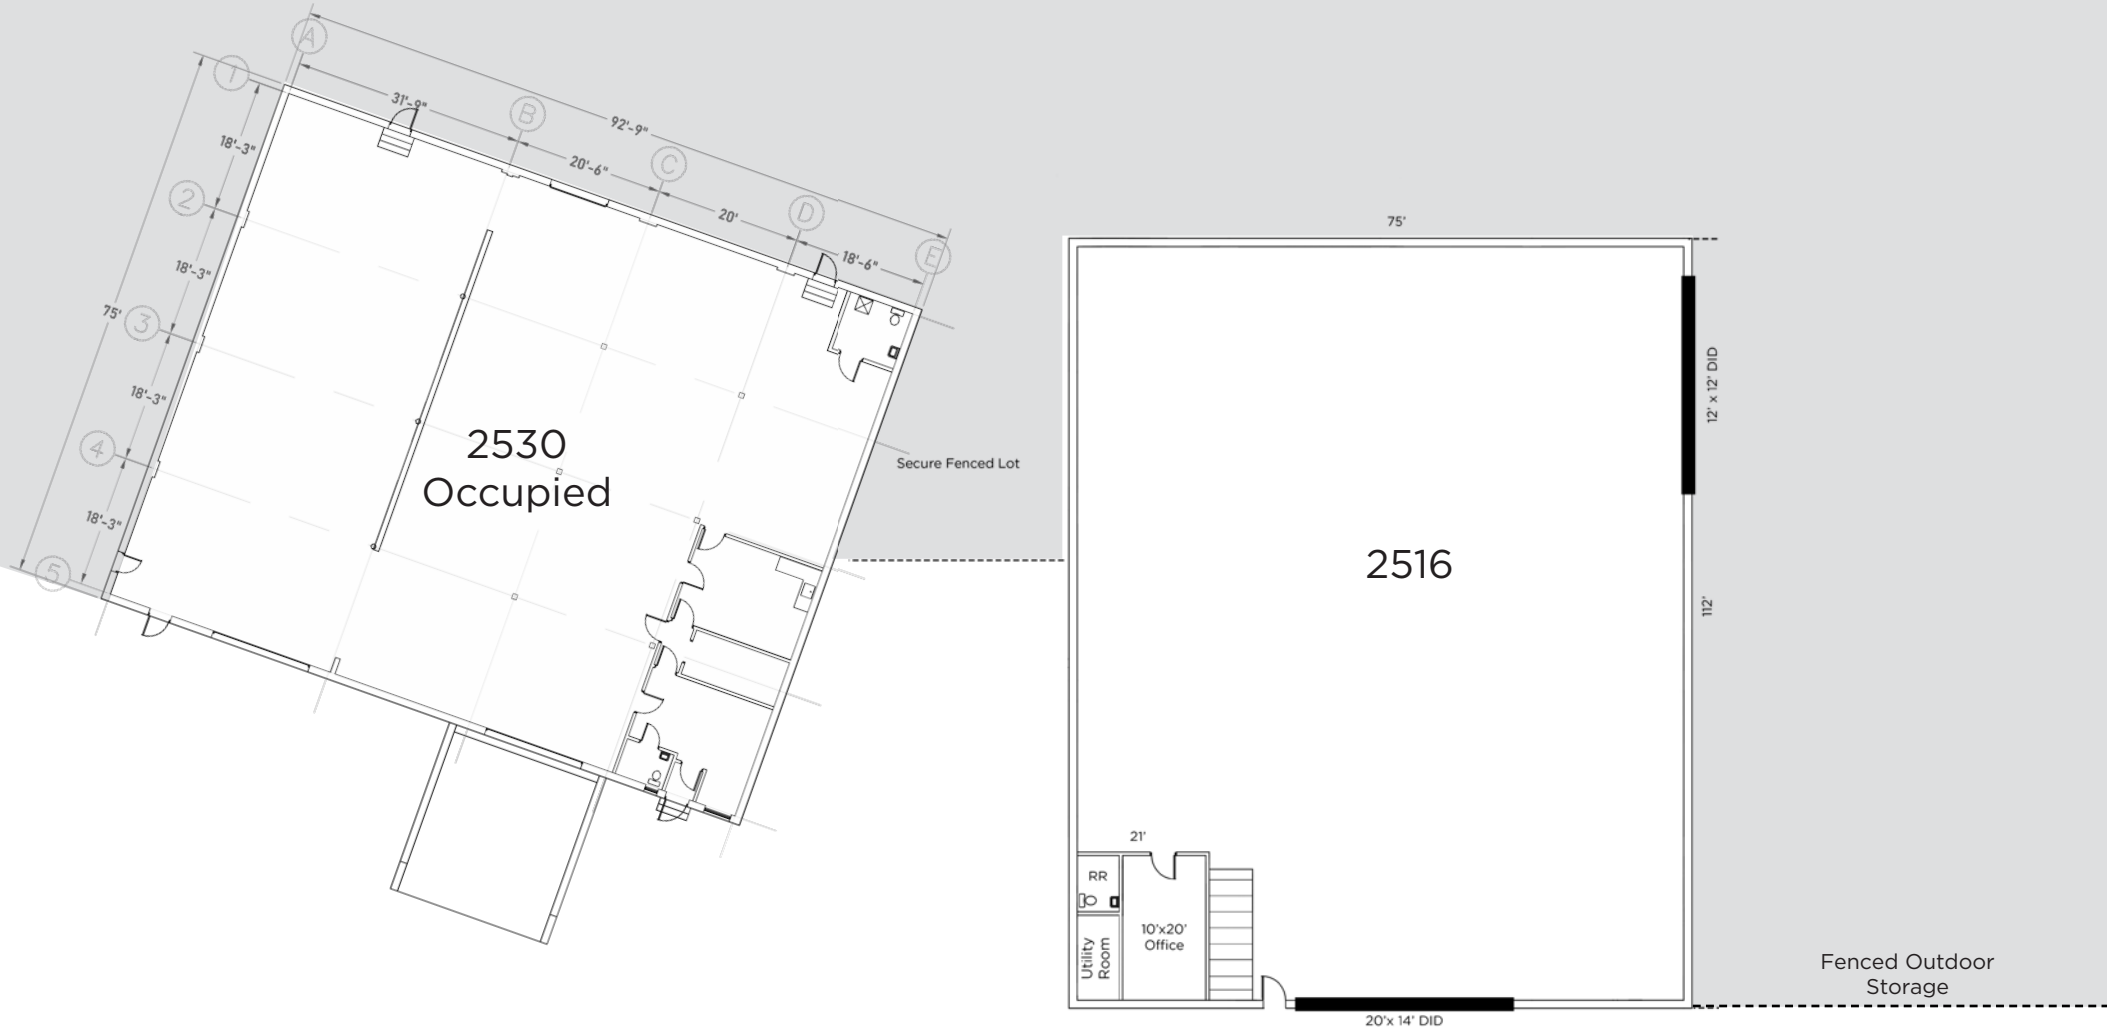 A
1
31'-9"
B
92'-9"
18'-3"
20'-6"
C
2
20'
D
18'-6"
E
18'-3"
75'
3
18'-3"
4
18'-3"
5
2530
Occupied
Secure Fenced Lot
75'
12' x 12' DID
2516
112'
21'
RR
10'x20'
Office
Utility
Room
20'x 14' DID
Fenced Outdoor
Storage